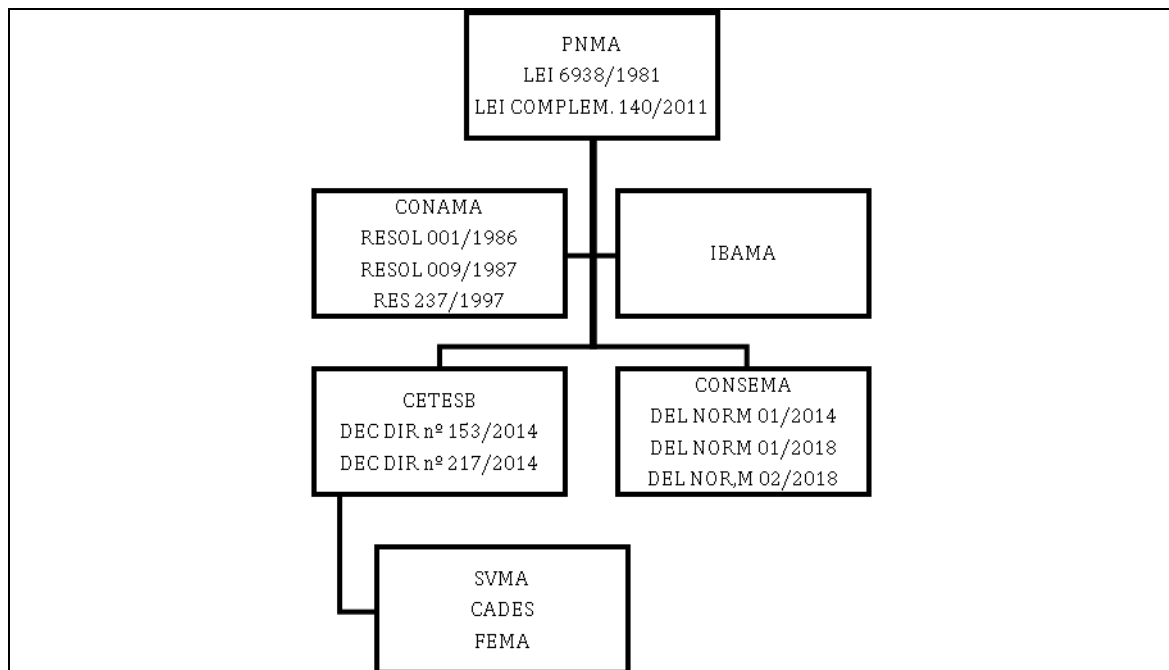 PNMA
LEI 6938/1981
LEI COMPLEM. 140/2011
CONAMA
RESOL 001/1986
RESOL 009/1987
RES 237/1997
IBAMA
CETESB
DEC DIR nº 153/2014
DEC DIR nº 217/2014
CONSEMA
DEL NORM 01/2014
DEL NORM 01/2018
DEL NOR,M 02/2018
SVMA
CADES
FEMA